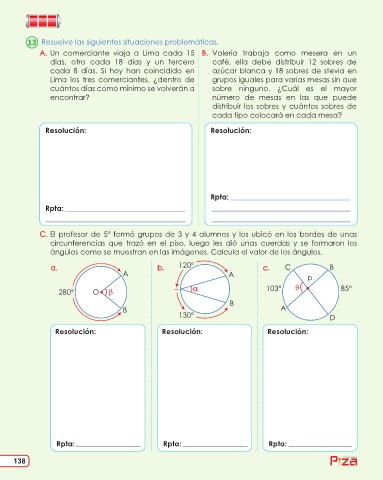 13 Resuelve las siguientes situaciones problemáticas.
A. Un comerciante viaja a Lima cada 15
días, otro cada 18 días y un tercero
cada 8 días. Si hoy han coincidido en
Lima los tres comerciantes, ¿dentro de
cuántos días como mínimo se volverán a
encontrar?
B. Valeria trabaja como mesera en un
café, ella debe distribuir 12 sobres de
azúcar blanca y 18 sobres de stevia en
grupos iguales para varias mesas sin que
sobre ninguno. ¿Cuál es el mayor
número de mesas en las que puede
distribuir los sobres y cuántos sobres de
cada tipo colocará en cada mesa?
Resolución:
Rpta:
Resolución:
Rpta:
C. El profesor de 5° formó grupos de 3 y 4 alumnos y los ubicó en los bordes de unas
circunferencias que trazó en el piso, luego les dió unas cuerdas y se formaron los
ángulos como se muestran en las imágenes. Calcula el valor de los ángulos.
a.
A
280° O β
B
b.
120°
A
α
B
130°
c.
C B
P
103° θ 85°
A
D
Resolución:
Rpta:
Resolución:
Rpta:
Resolución:
Rpta:
138
Piza